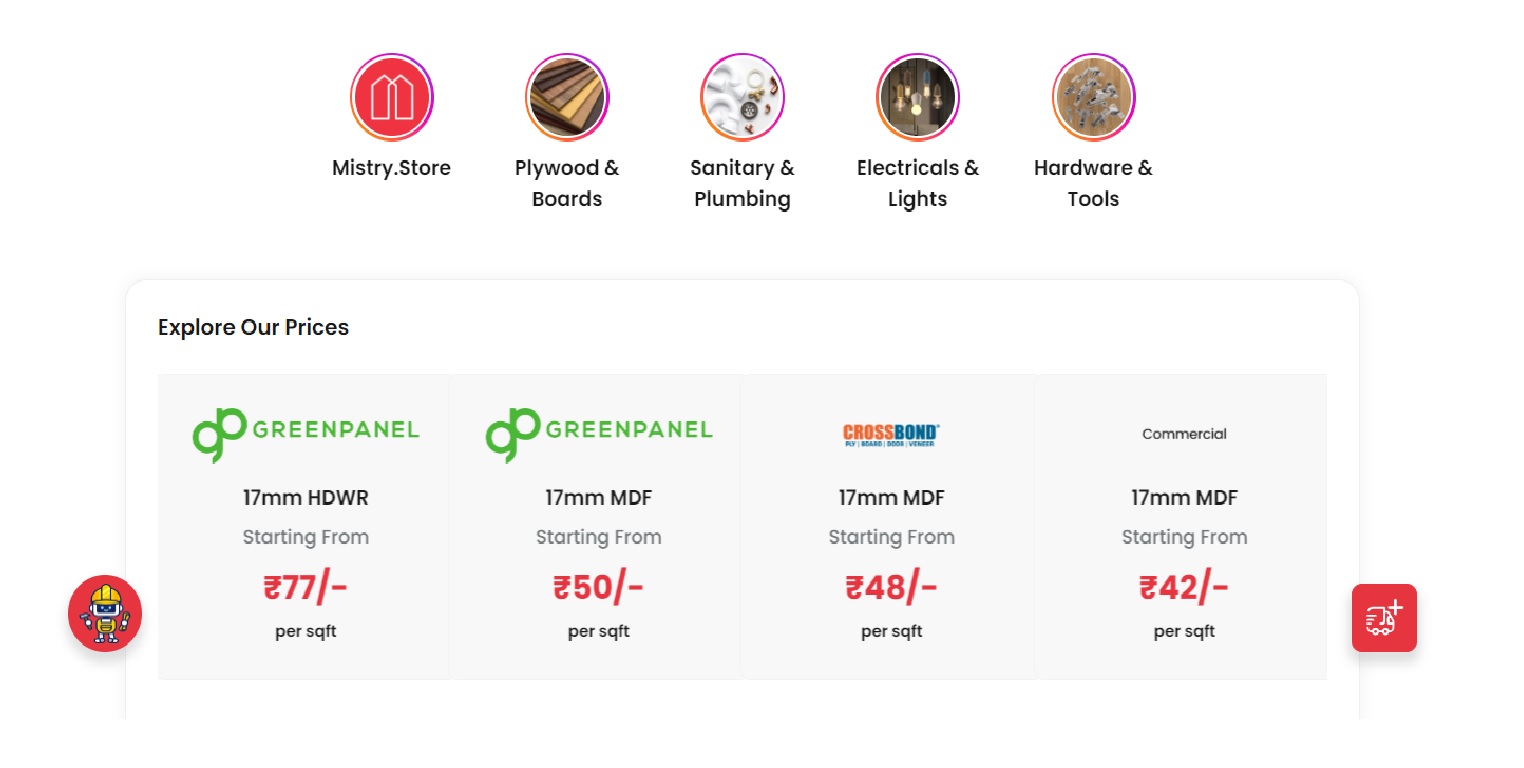 Mistry.Store
Plywood &
Boards
Sanitary &
Plumbing
Electricals &
Lights
Hardware &
Tools
Explore Our Prices
GREENPANEL
17mm HDWR
Starting From
₹77/-
per sqft
GREENPANEL
17mm MDF
Starting From
₹50/-
per sqft
CROSSBOND
PLY | BOARD | DOOR | VENEER
17mm MDF
Starting From
₹48/-
per sqft
Commercial
17mm MDF
Starting From
₹42/-
per sqft